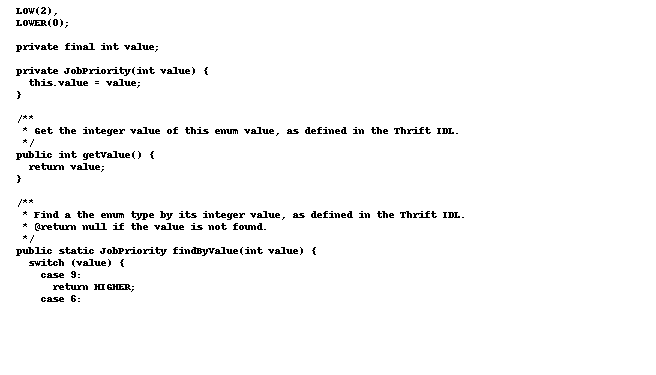 LOW(2),
LOWER(0);
private final int value;
private JobPriority(int value) {
this.value = value;
}
/**
* Get the integer value of this enum value, as defined in the Thrift IDL.
*/
public int getValue() {
return value;
}
/**
* Find a the enum type by its integer value, as defined in the Thrift IDL.
* @return null if the value is not found.
*/
public static JobPriority findByValue(int value) {
switch (value) {
case 9:
return HIGHER;
case 6: